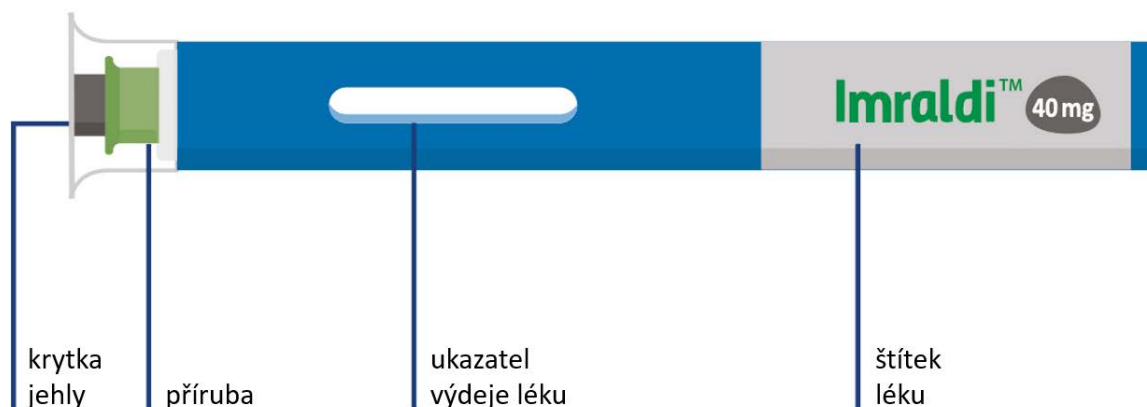 Imraldi™ 40 mg
krytka
jehly
příruba
ukazatel
výdeje léku
štítek
léku